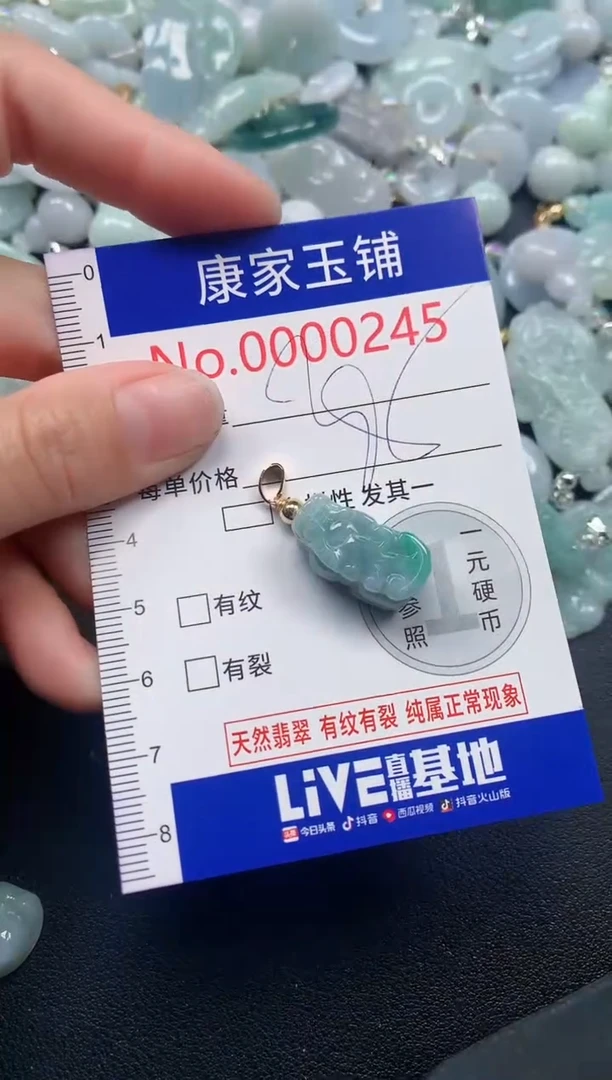 康家玉铺
No.0000245
每单价格
性 发其一
有纹
有裂
一元硬币
参照
天然翡翠 有纹有裂 纯属正常现象
LIVE直播基地
今日头条 抖音 西瓜视频 抖音火山版
0
1
4
5
6
7
8